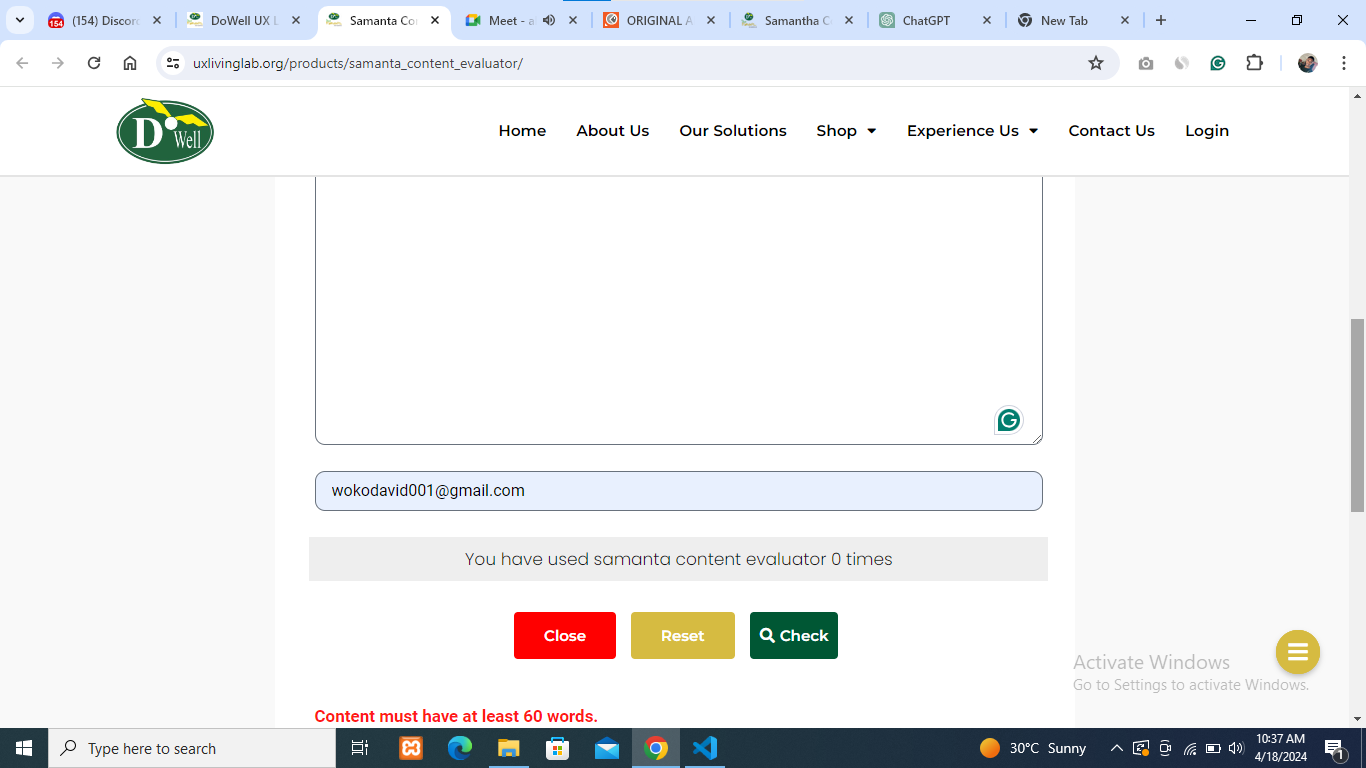 154
(154) Discord
DoWell UX L
Samanta Co
Meet - a
ORIGINAL A
Samantha C
ChatGPT
New Tab
uxlivinglab.org/products/samanta_content_evaluator/
D Well
Home
About Us
Our Solutions
Shop
Experience Us
Contact Us
Login
wokodavid001@gmail.com
You have used samanta content evaluator 0 times
Close
Reset
Check
Content must have at least 60 words.
Activate Windows
Go to Settings to activate Windows.
Type here to search
30°C Sunny
10:37 AM
4/18/2024
1